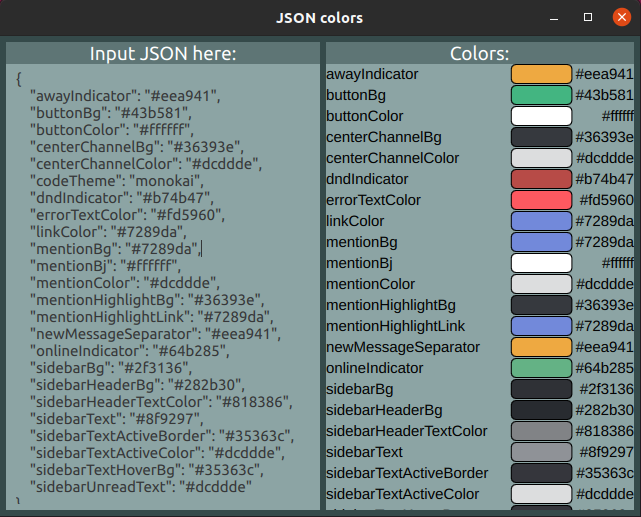 JSON colors
Input JSON here:
{
"awayIndicator": "#eea941",
"buttonBg": "#43b581",
"buttonColor": "#ffffff",
"centerChannelBg": "#36393e",
"centerChannelColor": "#dcddde",
"codeTheme": "monokai",
"dndIndicator": "#b74b47",
"errorTextColor": "#fd5960",
"linkColor": "#7289da",
"mentionBg": "#7289da",
"mentionBj": "#ffffff",
"mentionColor": "#dcddde",
"mentionHighlightBg": "#36393e",
"mentionHighlightLink": "#7289da",
"newMessageSeparator": "#eea941",
"onlineIndicator": "#64b285",
"sidebarBg": "#2f3136",
"sidebarHeaderBg": "#282b30",
"sidebarHeaderTextColor": "#818386",
"sidebarText": "#8f9297",
"sidebarTextActiveBorder": "#35363c",
"sidebarTextActiveColor": "#dcddde",
"sidebarTextHoverBg": "#35363c",
"sidebarUnreadText": "#dcddde"
}
Colors:
awayIndicator #eea941
buttonBg #43b581
buttonColor #ffffff
centerChannelBg #36393e
centerChannelColor #dcddde
dndIndicator #b74b47
errorTextColor #fd5960
linkColor #7289da
mentionBg #7289da
mentionBj #ffffff
mentionColor #dcddde
mentionHighlightBg #36393e
mentionHighlightLink #7289da
newMessageSeparator #eea941
onlineIndicator #64b285
sidebarBg #2f3136
sidebarHeaderBg #282b30
sidebarHeaderTextColor #818386
sidebarText #8f9297
sidebarTextActiveBorder #35363c
sidebarTextActiveColor #dcddde